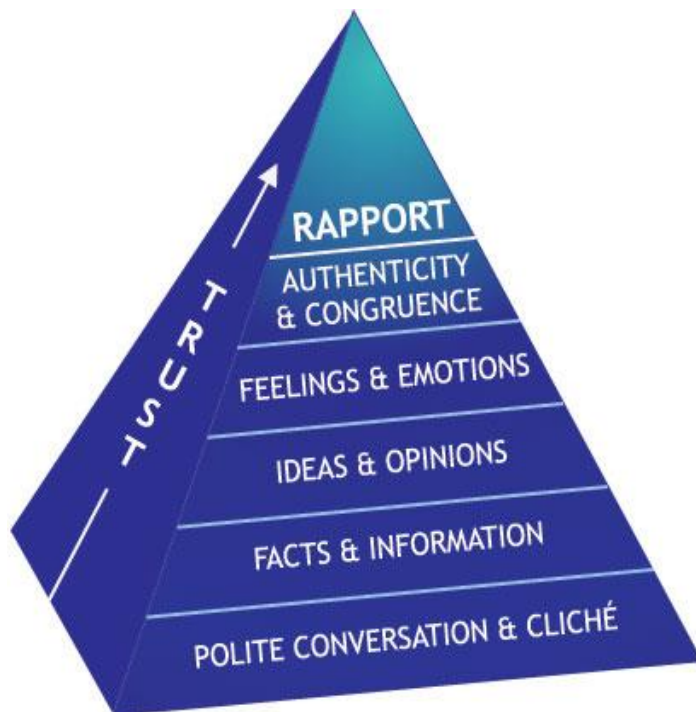 RAPPORT
AUTHENTICITY
& CONGRUENCE
FEELINGS & EMOTIONS
IDEAS & OPINIONS
FACTS & INFORMATION
POLITE CONVERSATION & CLICHÉ
TRUST